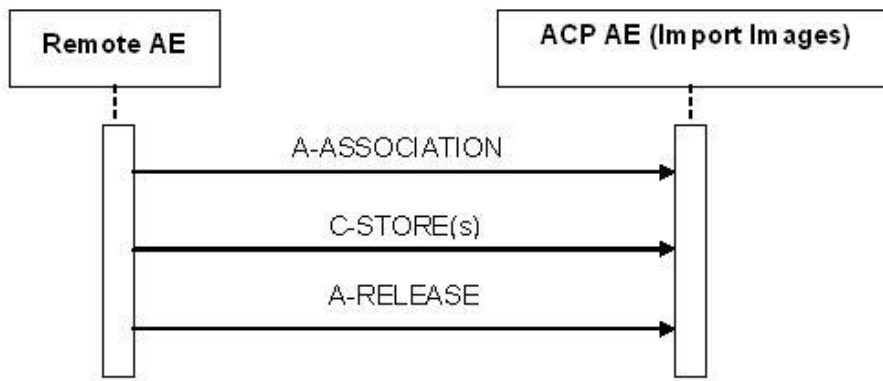 Remote AE
ACP AE (Import Images)
A-ASSOCIATION
C-STORE(s)
A-RELEASE